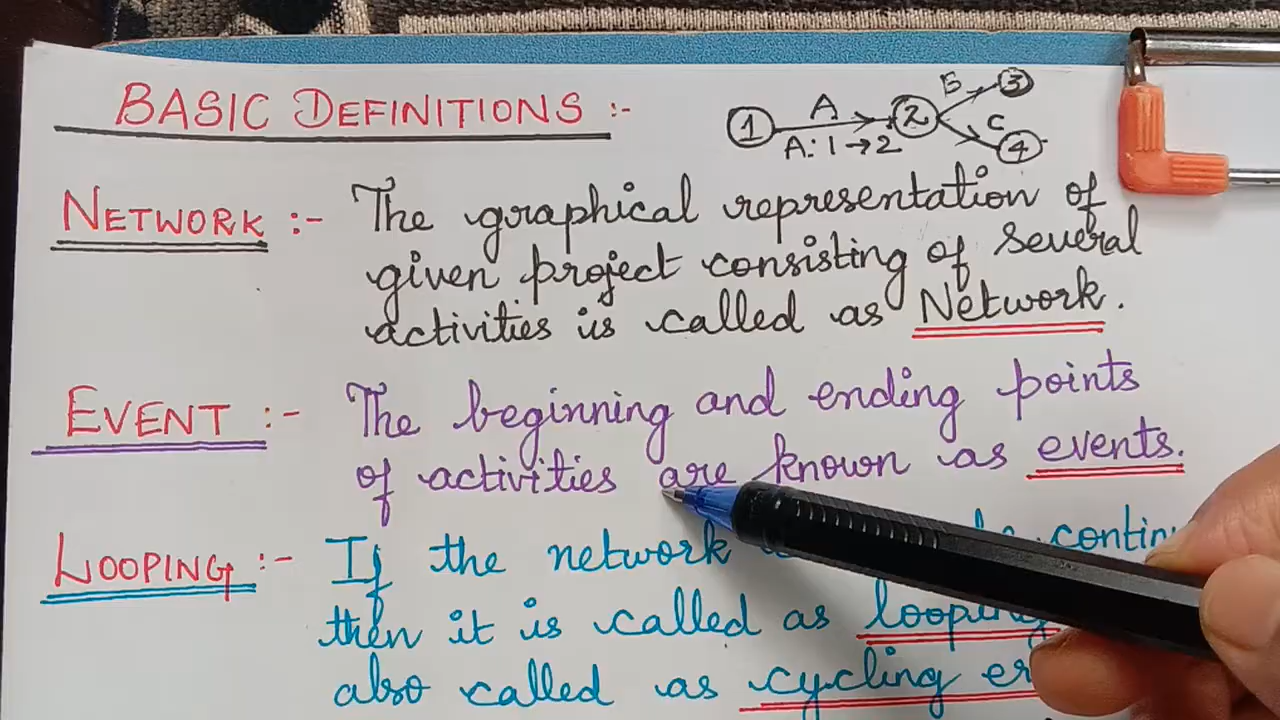 BASIC DEFINITIONS :-
1 A 2 B 3
A: 1→2 C 4
NETWORK :- The graphical representation of
given project consisting of several
activities is called as Network.
EVENT :- The beginning and ending points
of activities are known as events.
LOOPING :- If the network
then it is called as looping
also called as cycling